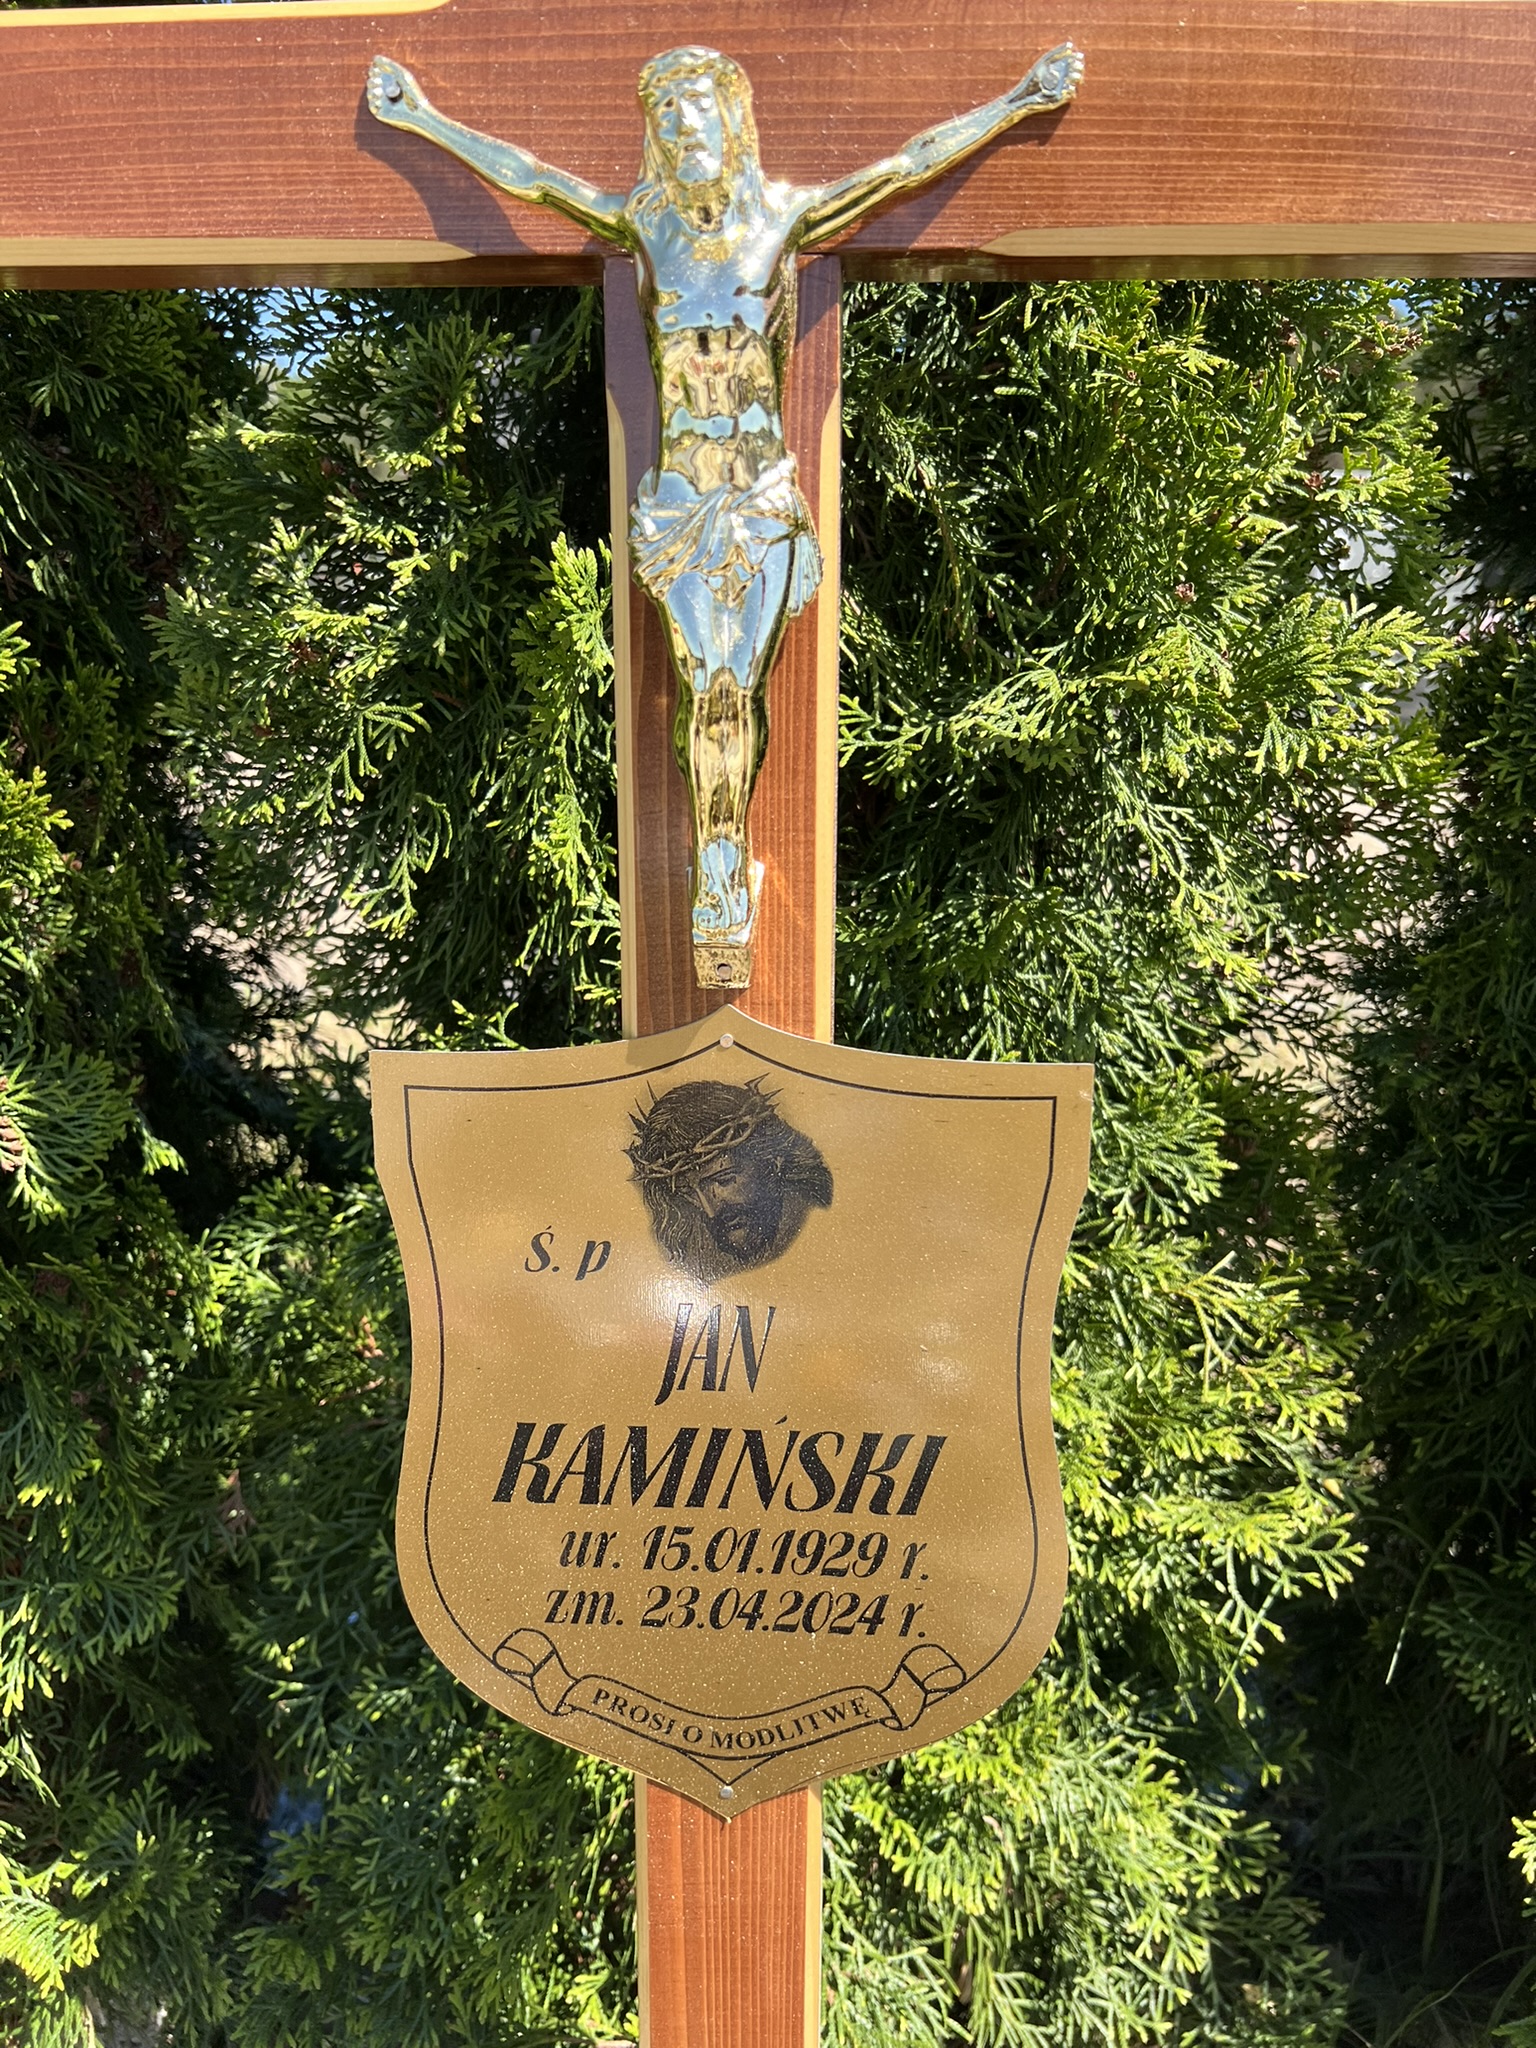 Ś. p
JAN
KAMIŃSKI
ur. 15.01.1929 r.
zm. 23.04.2024 r.
PROSI O MODLITWĘ